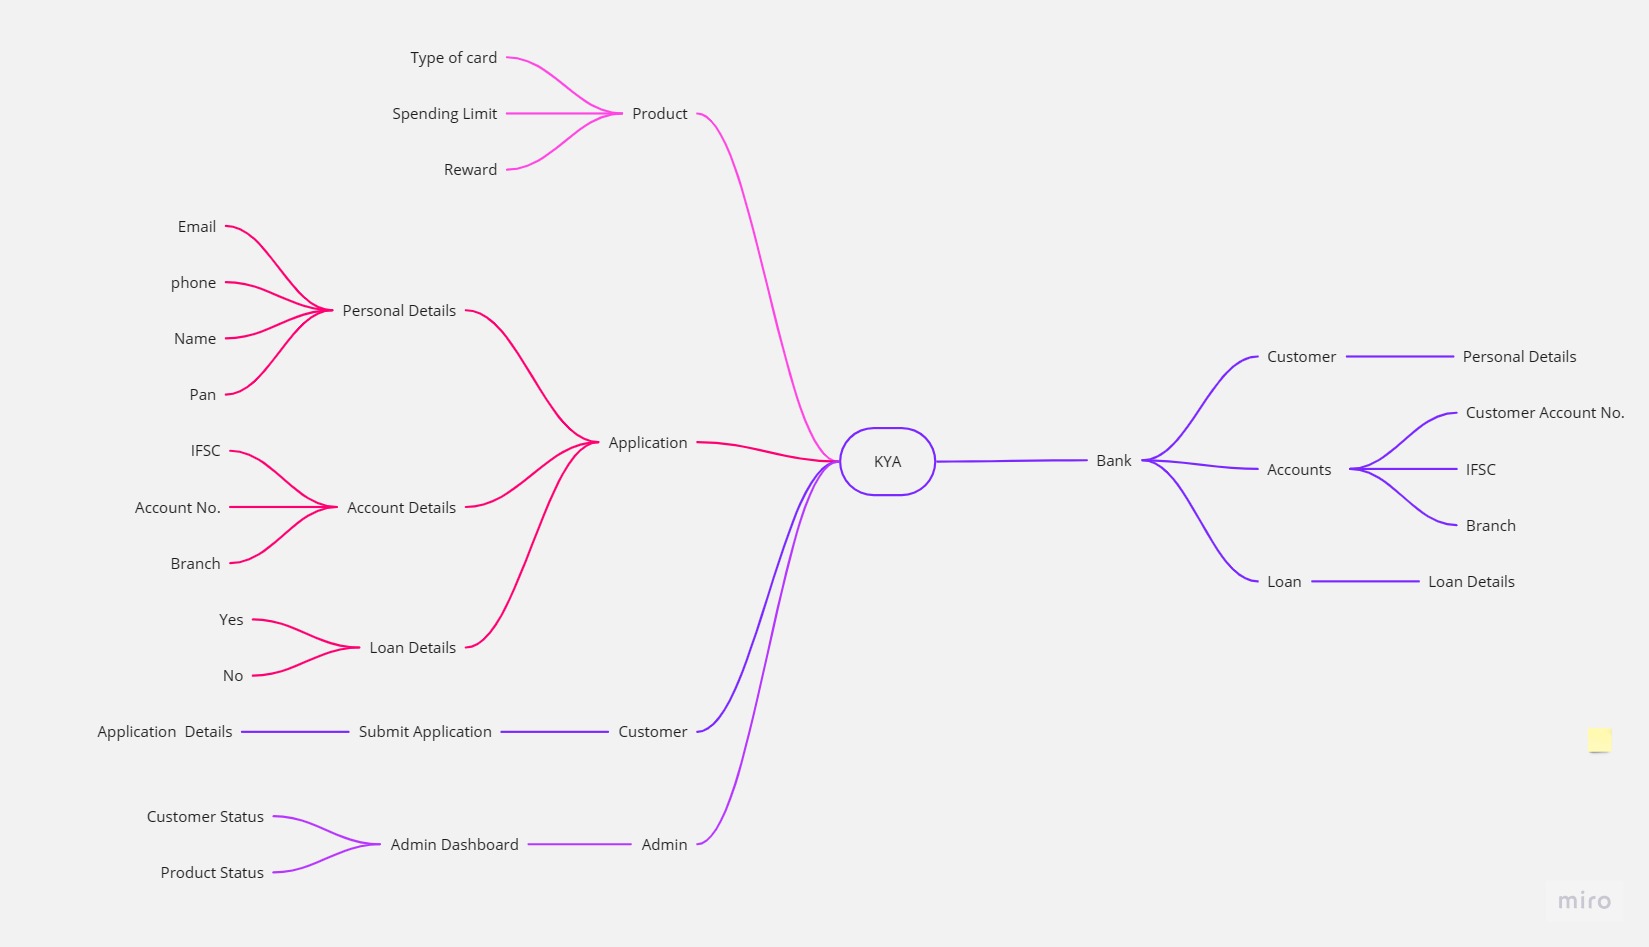 Type of card
Spending Limit
Product
Reward
Email
phone
Personal Details
Name
Pan
IFSC
Application
Account No.
Account Details
Branch
Yes
Loan Details
No
Application  Details
Submit Application
Customer
Customer Status
Admin Dashboard
Admin
Product Status
KYA
Bank
Customer
Personal Details
Customer Account No.
Accounts
IFSC
Branch
Loan
Loan Details
miro